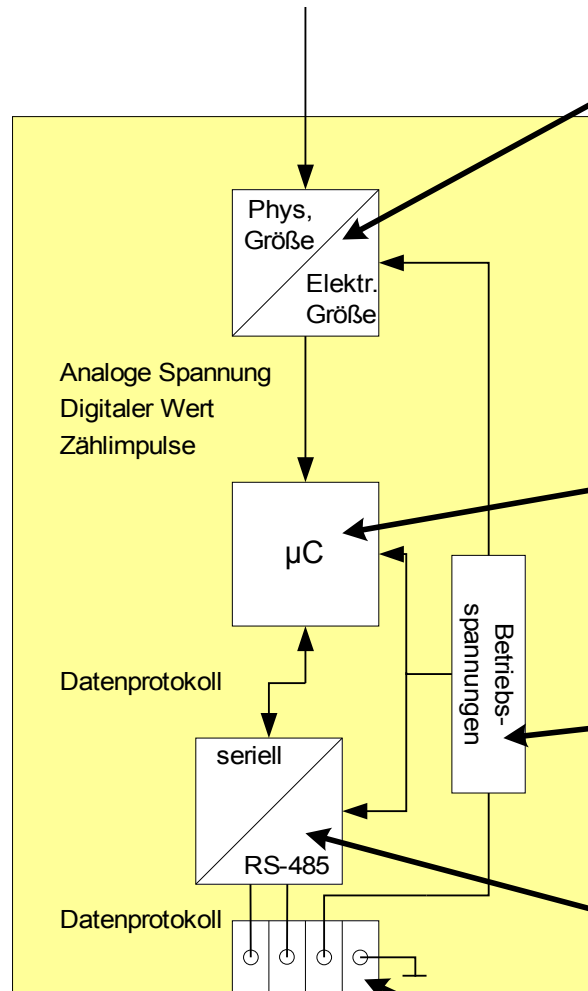 Phys,
Größe
Elektr.
Größe
Analoge Spannung
Digitaler Wert
Zählimpulse
µC
Betriebs-
spannungen
Datenprotokoll
seriell
RS-485
Datenprotokoll